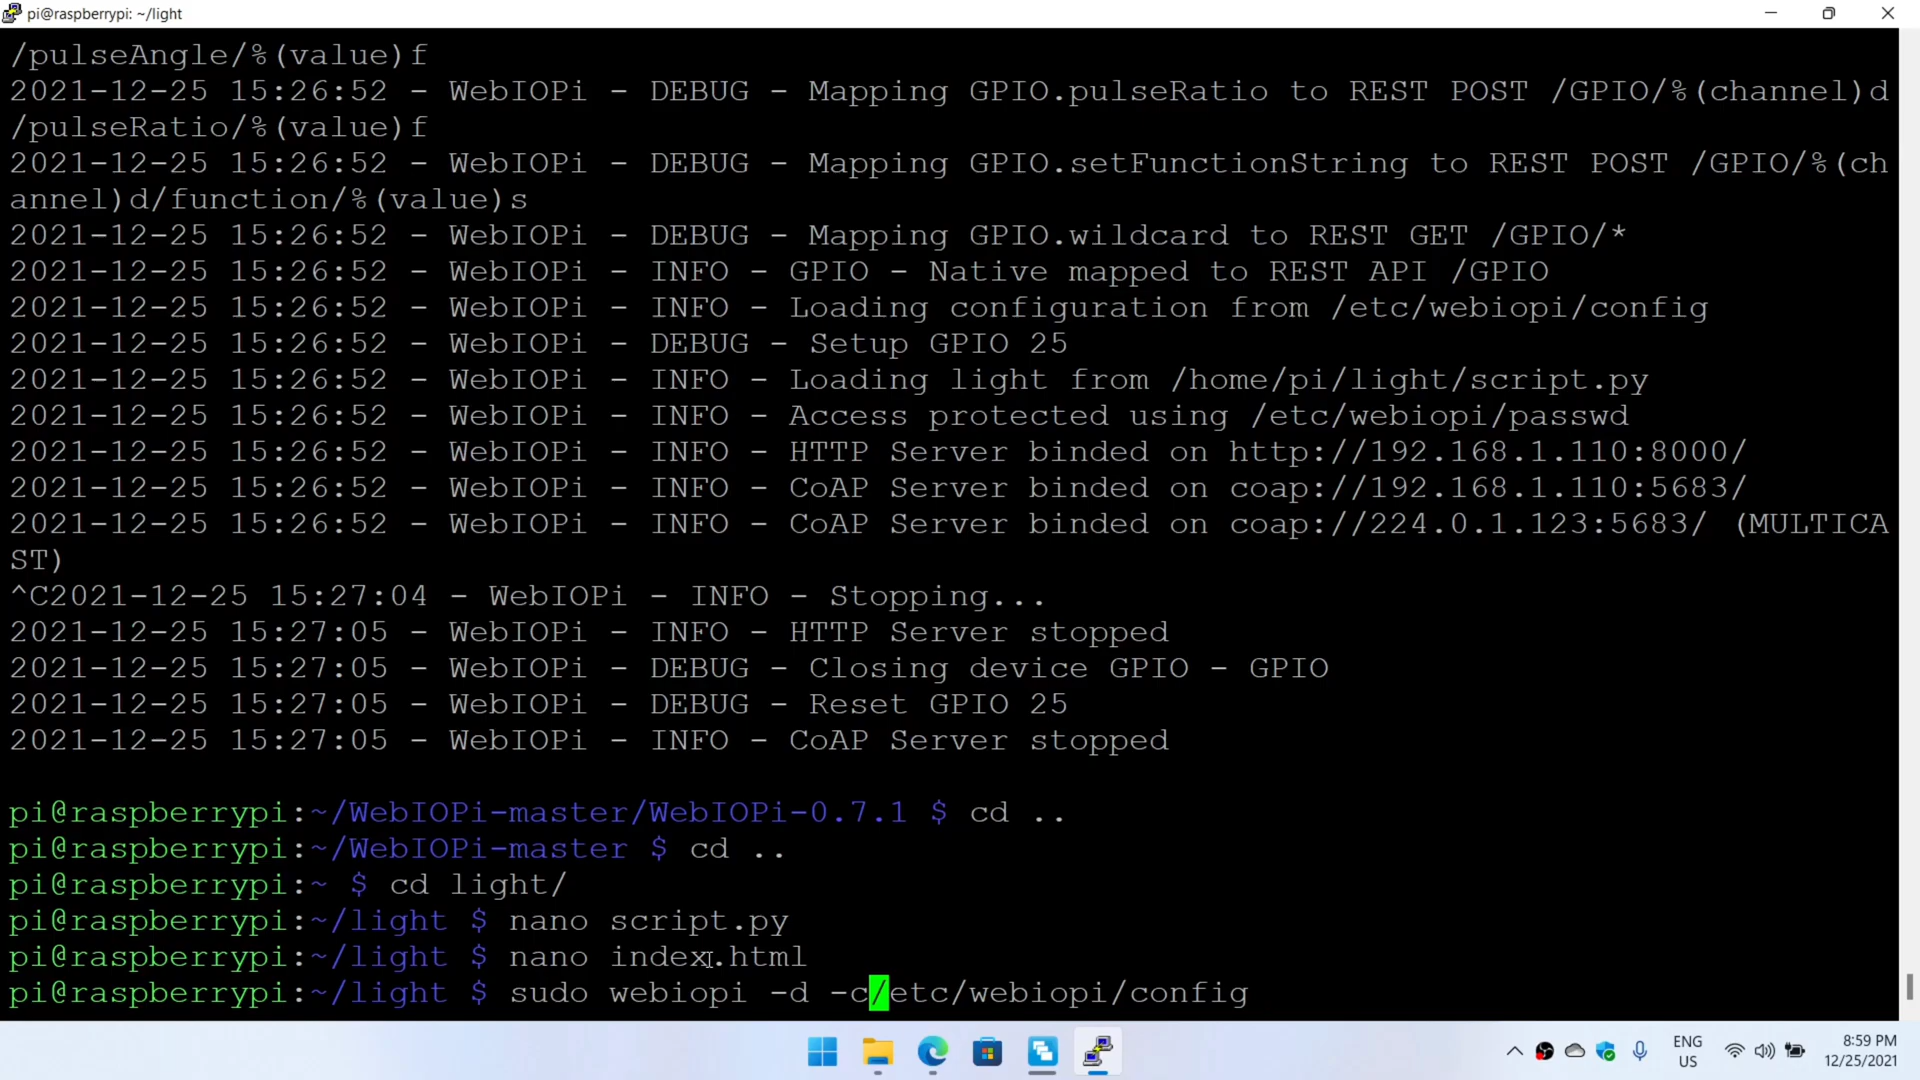 pi@raspberrypi: ~/light
/pulseAngle/%(value)f
2021-12-25 15:26:52 - WebIOPi - DEBUG - Mapping GPIO.pulseRatio to REST POST /GPIO/%(channel)d
/pulseRatio/%(value)f
2021-12-25 15:26:52 - WebIOPi - DEBUG - Mapping GPIO.setFunctionString to REST POST /GPIO/%(ch
annel)d/function/%(value)s
2021-12-25 15:26:52 - WebIOPi - DEBUG - Mapping GPIO.wildcard to REST GET /GPIO/*
2021-12-25 15:26:52 - WebIOPi - INFO - GPIO - Native mapped to REST API /GPIO
2021-12-25 15:26:52 - WebIOPi - INFO - Loading configuration from /etc/webiopi/config
2021-12-25 15:26:52 - WebIOPi - DEBUG - Setup GPIO 25
2021-12-25 15:26:52 - WebIOPi - INFO - Loading light from /home/pi/light/script.py
2021-12-25 15:26:52 - WebIOPi - INFO - Access protected using /etc/webiopi/passwd
2021-12-25 15:26:52 - WebIOPi - INFO - HTTP Server binded on http://192.168.1.110:8000/
2021-12-25 15:26:52 - WebIOPi - INFO - CoAP Server binded on coap://192.168.1.110:5683/
2021-12-25 15:26:52 - WebIOPi - INFO - CoAP Server binded on coap://224.0.1.123:5683/ (MULTICA
ST)
^C2021-12-25 15:27:04 - WebIOPi - INFO - Stopping...
2021-12-25 15:27:05 - WebIOPi - INFO - HTTP Server stopped
2021-12-25 15:27:05 - WebIOPi - DEBUG - Closing device GPIO - GPIO
2021-12-25 15:27:05 - WebIOPi - DEBUG - Reset GPIO 25
2021-12-25 15:27:05 - WebIOPi - INFO - CoAP Server stopped
pi@raspberrypi:~/WebIOPi-master/WebIOPi-0.7.1 $ cd ..
pi@raspberrypi:~/WebIOPi-master $ cd ..
pi@raspberrypi:~ $ cd light/
pi@raspberrypi:~/light $ nano script.py
pi@raspberrypi:~/light $ nano index.html
pi@raspberrypi:~/light $ sudo webiopi -d -c/etc/webiopi/config
ENG
US
8:59 PM
12/25/2021